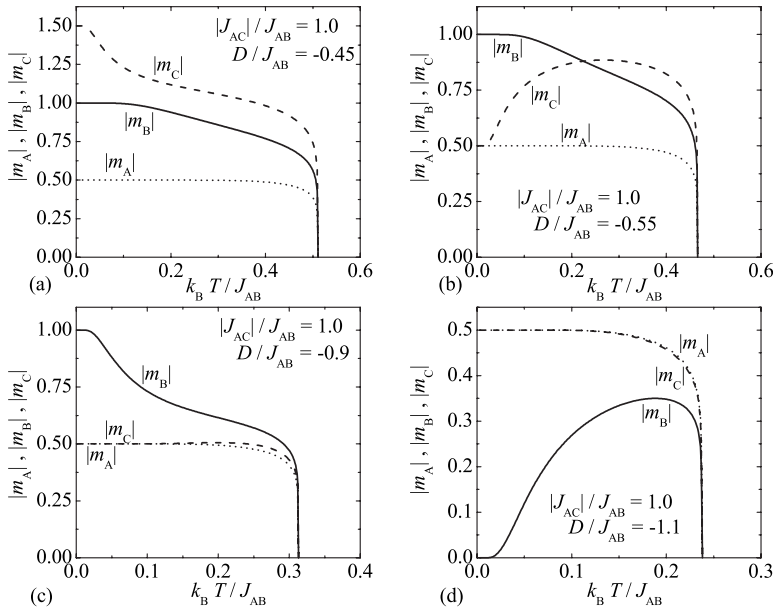 |m_A| , |m_B| , |m_C|
1.50
1.25
1.00
0.75
0.50
0.25
0.00
|J_AC| / J_AB = 1.0
D / J_AB = -0.45
|m_C|
|m_B|
|m_A|
0.0 0.2 0.4 0.6
(a) k_B T / J_AB
|m_A| , |m_B| , |m_C|
1.00
0.75
0.50
0.25
0.00
|m_B|
|m_C|
|m_A|
|J_AC| / J_AB = 1.0
D / J_AB = -0.55
0.0 0.2 0.4 0.6
(b) k_B T / J_AB
|m_A| , |m_B| , |m_C|
1.00
0.75
0.50
0.25
0.00
|J_AC| / J_AB = 1.0
D / J_AB = -0.9
|m_B|
|m_C|
|m_A|
0.0 0.1 0.2 0.3 0.4
(c) k_B T / J_AB
|m_A| , |m_B| , |m_C|
0.5
0.4
0.3
0.2
0.1
0.0
|m_A|
|m_C|
|m_B|
|J_AC| / J_AB = 1.0
D / J_AB = -1.1
0.0 0.1 0.2 0.3
(d) k_B T / J_AB